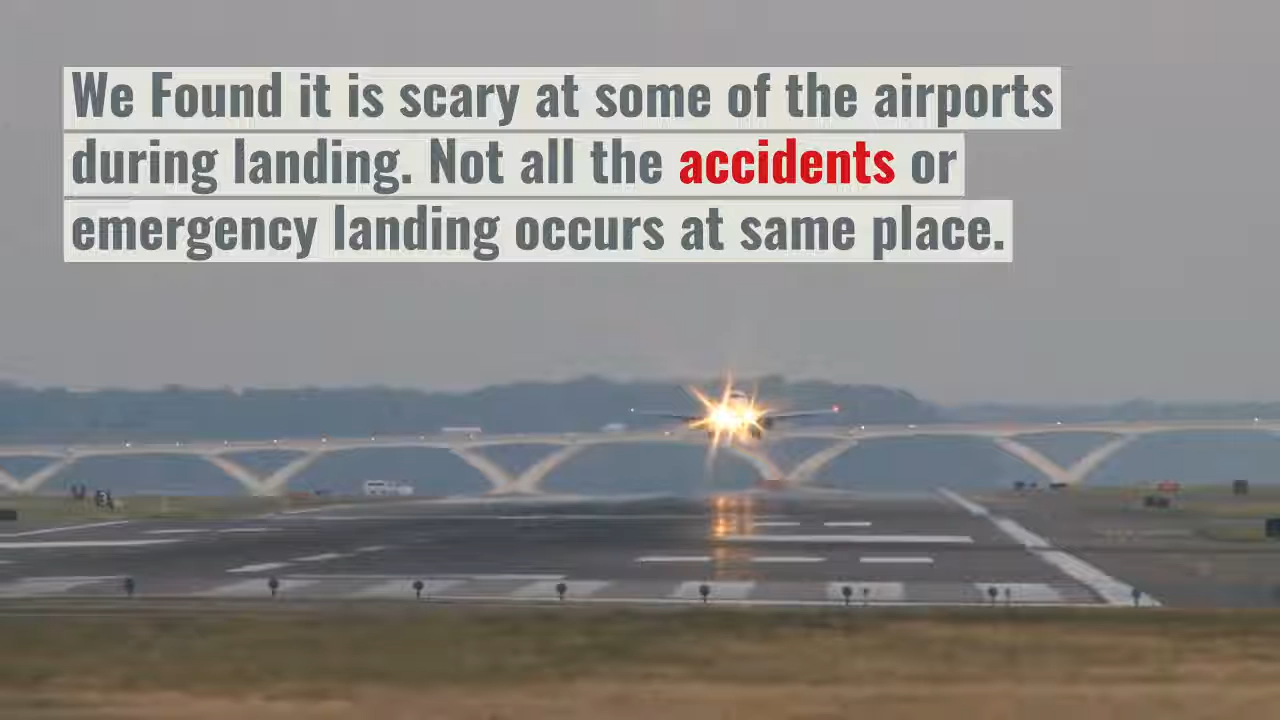 We Found it is scary at some of the airports
during landing. Not all the accidents or
emergency landing occurs at same place.